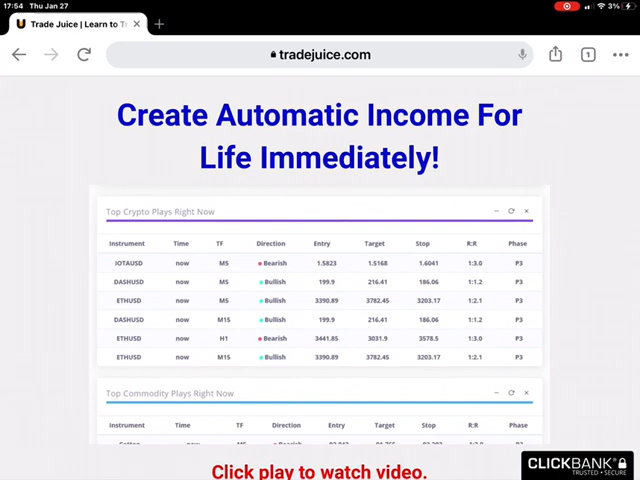 17:54 Thu Jan 27 3%
Trade Juice | Learn to Tr
tradejuice.com 1
Create Automatic Income For
Life Immediately!
Top Crypto Plays Right Now
Instrument Time TF Direction Entry Target Stop R:R Phase
IOTAUSD now M5 Bearish 1.5823 1.5168 1.6041 1:3.0 P3
DASHUSD now M5 Bullish 199.9 216.41 186.06 1:1.2 P3
ETHUSD now M5 Bullish 3390.89 3782.45 3203.17 1:2.1 P3
DASHUSD now M15 Bullish 199.9 216.41 186.06 1:1.2 P3
ETHUSD now H1 Bearish 3441.85 3031.9 3578.5 1:3.0 P3
ETHUSD now M15 Bullish 3390.89 3782.45 3203.17 1:2.1 P3
Top Commodity Plays Right Now
Instrument Time TF Direction Entry Target Stop R:R Phase
Click play to watch video.
CLICKBANK
TRUSTED • SECURE